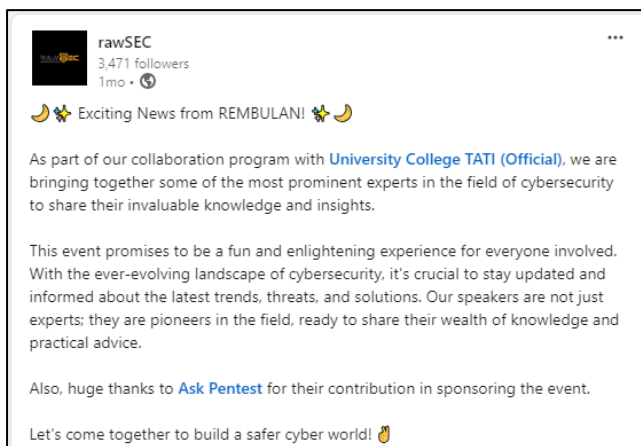 rawSEC
3,471 followers
1mo •
🌙✨ Exciting News from REMBULAN! ✨🌙
As part of our collaboration program with University College TATI (Official), we are
bringing together some of the most prominent experts in the field of cybersecurity
to share their invaluable knowledge and insights.
This event promises to be a fun and enlightening experience for everyone involved.
With the ever-evolving landscape of cybersecurity, it's crucial to stay updated and
informed about the latest trends, threats, and solutions. Our speakers are not just
experts; they are pioneers in the field, ready to share their wealth of knowledge and
practical advice.
Also, huge thanks to Ask Pentest for their contribution in sponsoring the event.
Let's come together to build a safer cyber world! ✌